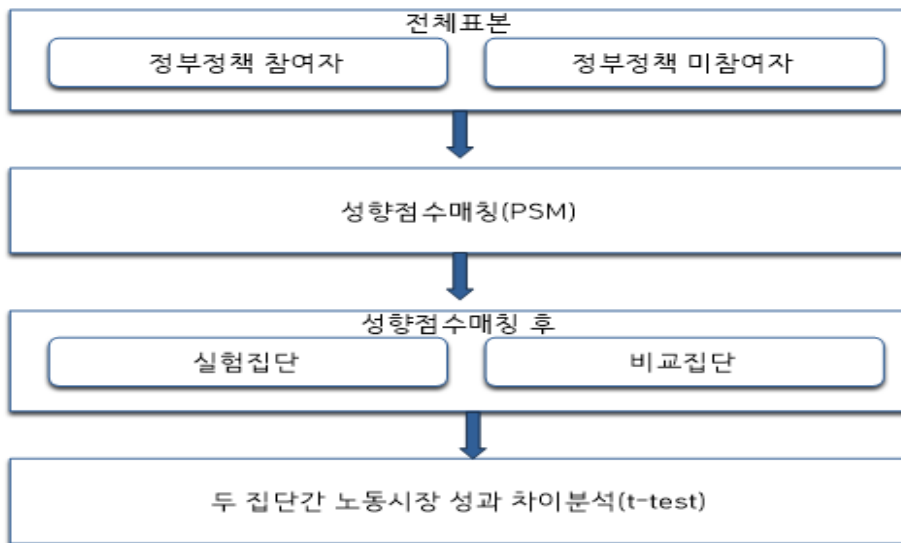 전체표본
정부정책 참여자
정부정책 미참여자
성향점수매칭(PSM)
성향점수매칭 후
실험집단
비교집단
두 집단간 노동시장 성과 차이분석(t-test)